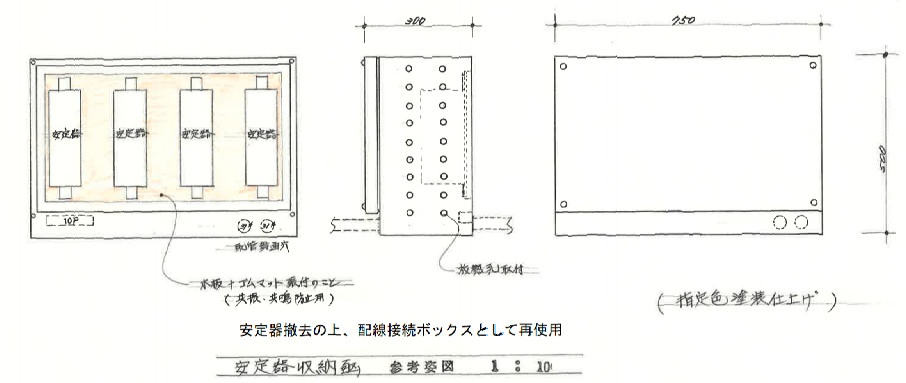 300
750
安定器 安定器 安定器 安定器
500
10P
配管貫通穴
放熱孔取付
木板+ゴムマット取付のこと
(共振・共鳴防止用)
(指定色塗装仕上げ)
安定器撤去の上、配線接続ボックスとして再使用
安定器収納函 参考姿図 1:10